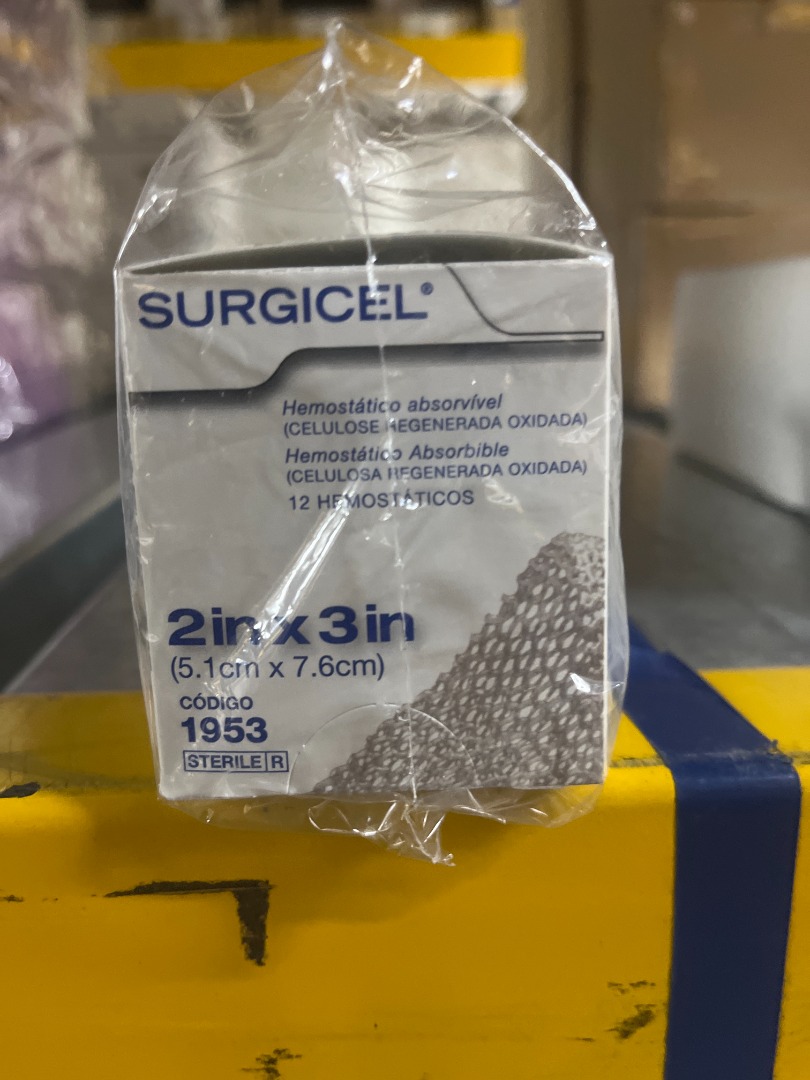 SURGICEL®
Hemostático absorvível
(CELULOSE REGENERADA OXIDADA)
Hemostático Absorbible
(CELULOSA REGENERADA OXIDADA)
12 HEMOSTÁTICOS
2in x 3in
(5.1cm x 7.6cm)
CÓDIGO
1953
STERILE R